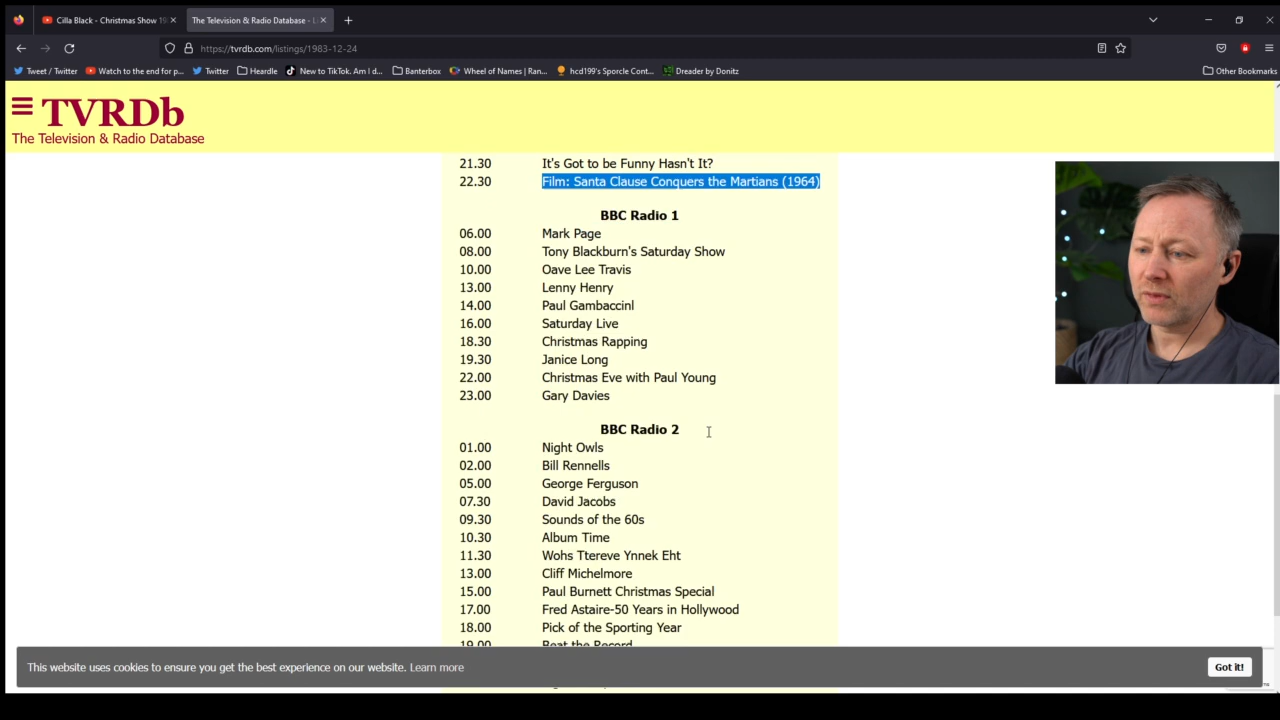 Cilla Black - Christmas Show 19
The Television & Radio Database - Li
https://tvrdb.com/listings/1983-12-24
Tweet / Twitter
Watch to the end for p...
Twitter
Heardle
New to TikTok. Am I d...
Banterbox
Wheel of Names | Ran...
hcd199's Sporcle Cont...
Dreader by Donitz
Other Bookmarks
TVRDb
The Television & Radio Database
21.30 It's Got to be Funny Hasn't It?
22.30 Film: Santa Clause Conquers the Martians (1964)
BBC Radio 1
06.00 Mark Page
08.00 Tony Blackburn's Saturday Show
10.00 Oave Lee Travis
13.00 Lenny Henry
14.00 Paul Gambaccinl
16.00 Saturday Live
18.30 Christmas Rapping
19.30 Janice Long
22.00 Christmas Eve with Paul Young
23.00 Gary Davies
BBC Radio 2
01.00 Night Owls
02.00 Bill Rennells
05.00 George Ferguson
07.30 David Jacobs
09.30 Sounds of the 60s
10.30 Album Time
11.30 Wohs Ttereve Ynnek Eht
13.00 Cliff Michelmore
15.00 Paul Burnett Christmas Special
17.00 Fred Astaire-50 Years in Hollywood
18.00 Pick of the Sporting Year
19.00 Beat the Record
This website uses cookies to ensure you get the best experience on our website. Learn more
Got it!